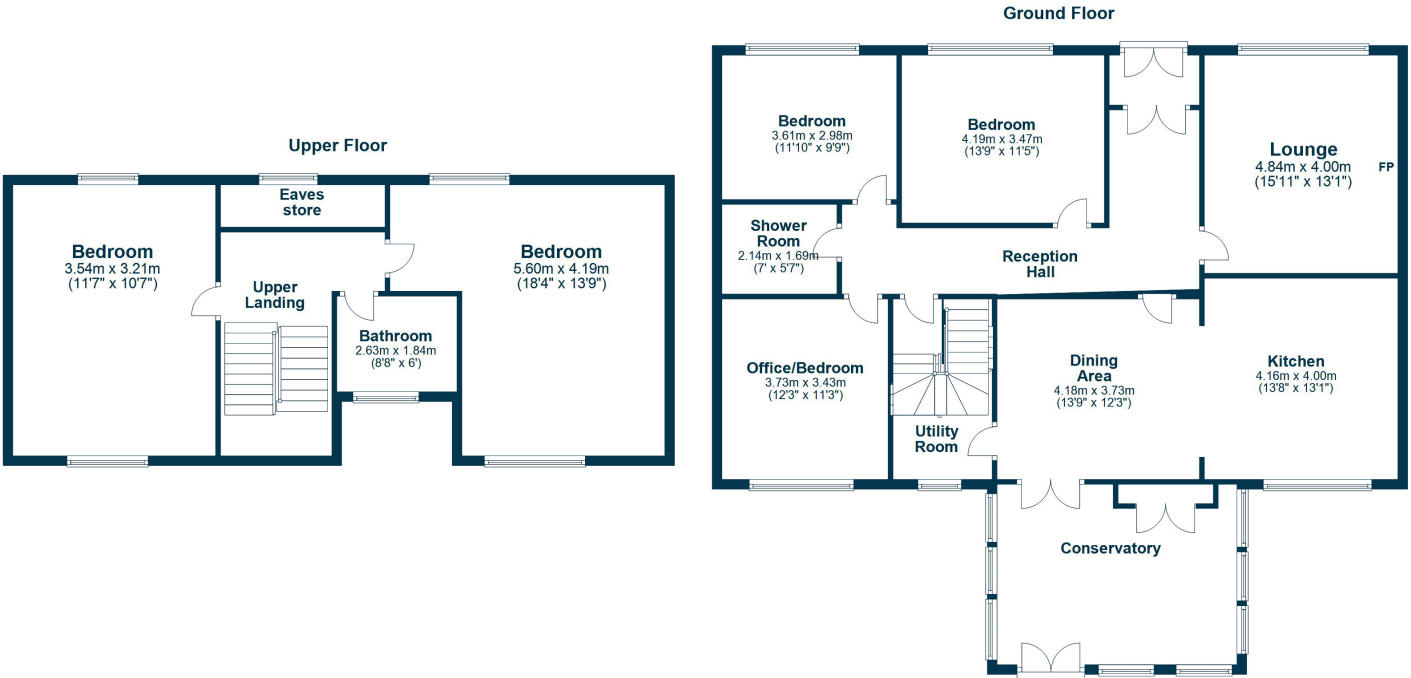 Upper Floor
Eaves
store
Bedroom
3.54m x 3.21m
(11'7" x 10'7")
Upper
Landing
Bedroom
5.60m x 4.19m
(18'4" x 13'9")
Bathroom
2.63m x 1.84m
(8'8" x 6')
Ground Floor
Bedroom
3.61m x 2.98m
(11'10" x 9'9")
Bedroom
4.19m x 3.47m
(13'9" x 11'5")
Lounge
4.84m x 4.00m
(15'11" x 13'1")
FP
Shower
Room
2.14m x 1.69m
(7' x 5'7")
Reception
Hall
Office/Bedroom
3.73m x 3.43m
(12'3" x 11'3")
Utility
Room
Dining
Area
4.18m x 3.73m
(13'9" x 12'3")
Kitchen
4.16m x 4.00m
(13'8" x 13'1")
Conservatory